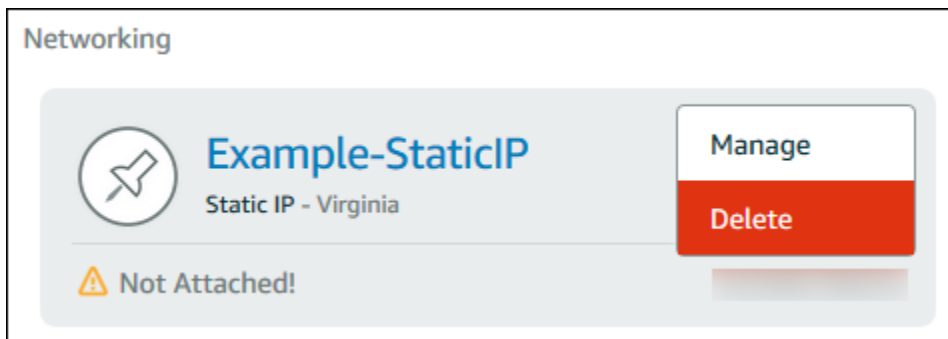 Networking
Example-StaticIP
Manage
Static IP - Virginia
Delete
Not Attached!